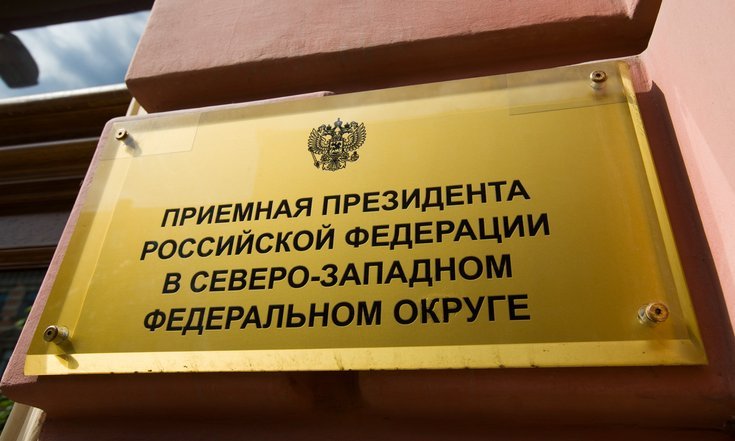 ПРИЕМНАЯ ПРЕЗИДЕНТА
РОССИЙСКОЙ ФЕДЕРАЦИИ
В СЕВЕРО-ЗАПАДНОМ
ФЕДЕРАЛЬНОМ ОКРУГЕ